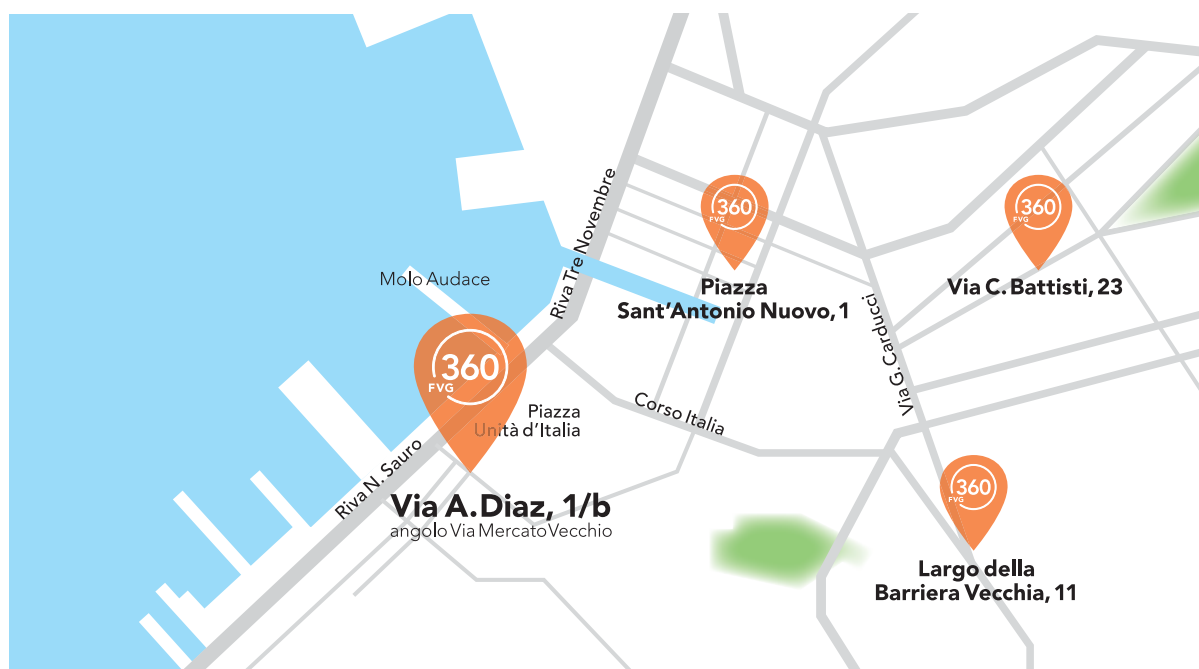 Riva Tre Novembre
360
FVG
Piazza
Sant'Antonio Nuovo, 1
360
FVG
Via C. Battisti, 23
Molo Audace
360
FVG
Piazza
Unità d'Italia
Corso Italia
Via G. Carducci
Riva N. Sauro
Via A. Diaz, 1/b
angolo Via Mercato Vecchio
360
FVG
Largo della
Barriera Vecchia, 11